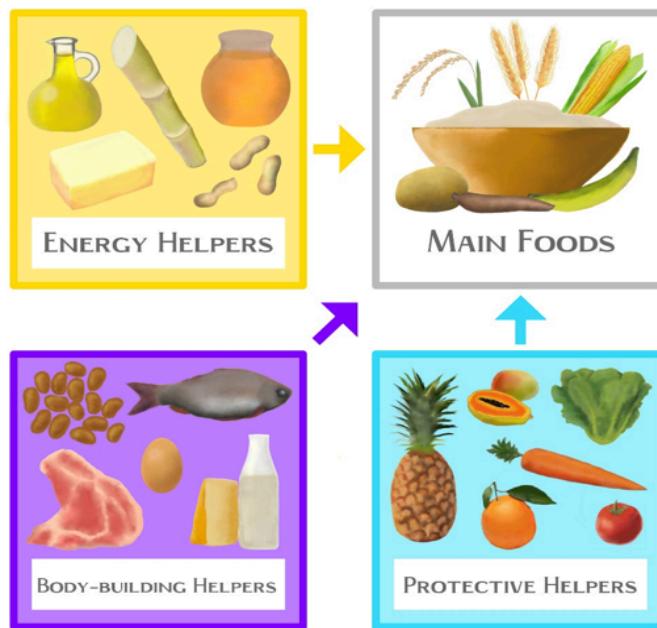 ENERGY HELPERS
MAIN FOODS
BODY-BUILDING HELPERS
PROTECTIVE HELPERS